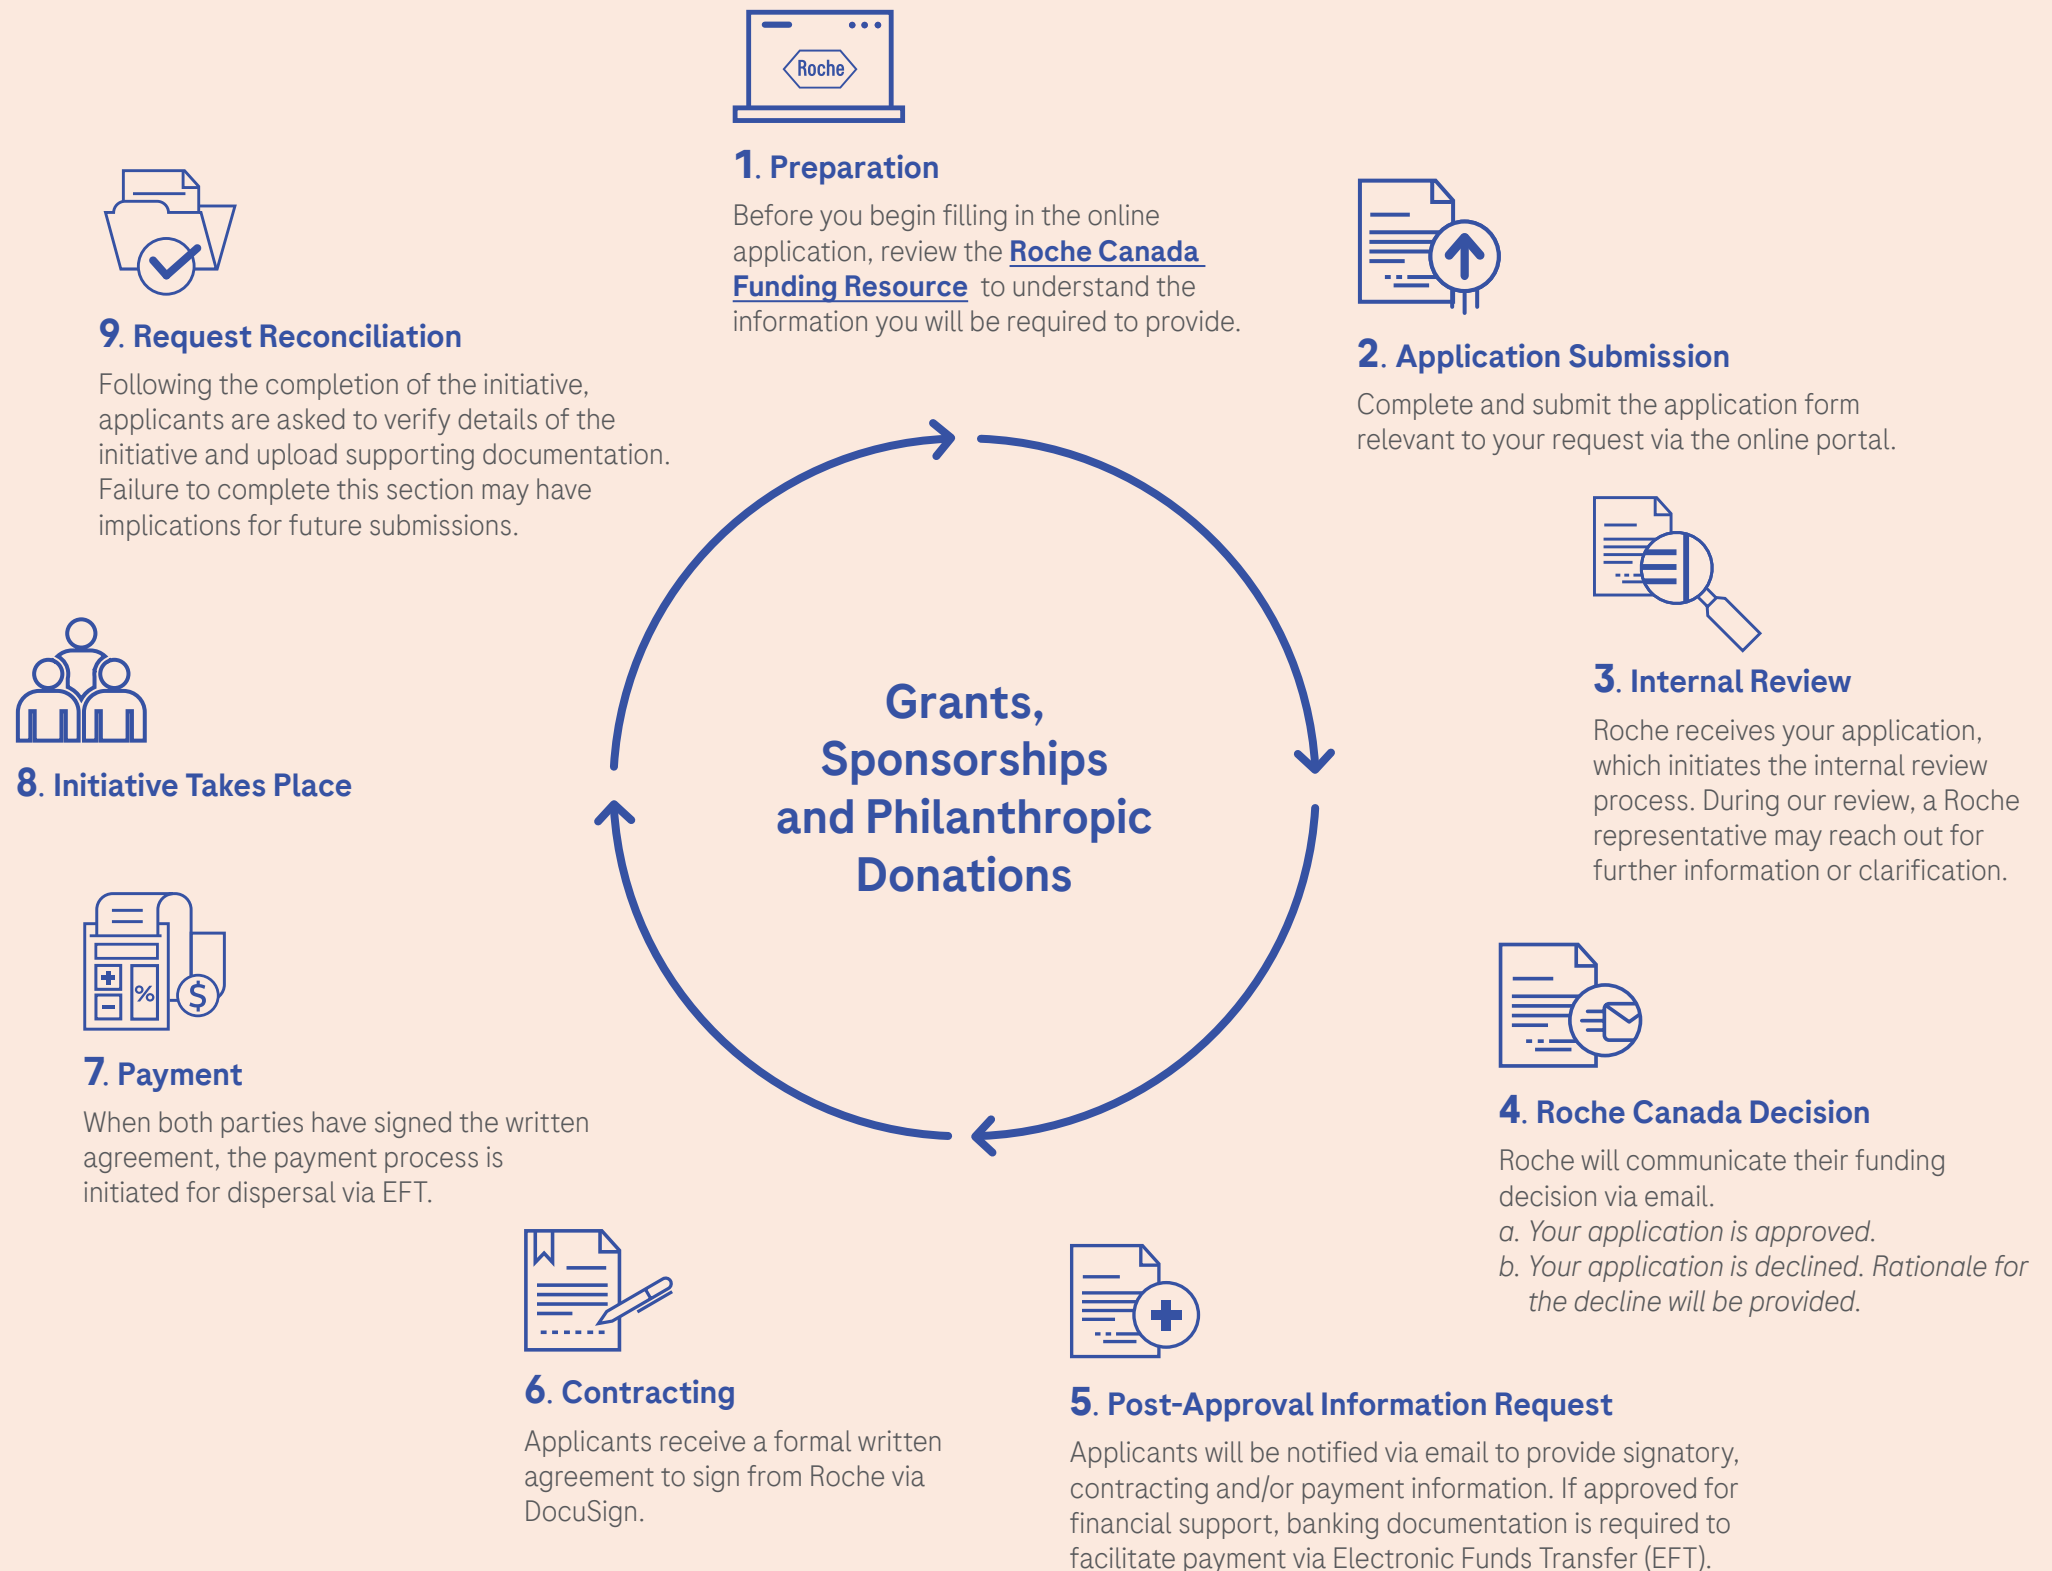 Roche
1. Preparation
Before you begin filling in the online
application, review the Roche Canada
Funding Resource to understand the
information you will be required to provide.
2. Application Submission
Complete and submit the application form
relevant to your request via the online portal.
3. Internal Review
Roche receives your application,
which initiates the internal review
process. During our review, a Roche
representative may reach out for
further information or clarification.
4. Roche Canada Decision
Roche will communicate their funding
decision via email.
a. Your application is approved.
b. Your application is declined. Rationale for
the decline will be provided.
5. Post-Approval Information Request
Applicants will be notified via email to provide signatory,
contracting and/or payment information. If approved for
financial support, banking documentation is required to
facilitate payment via Electronic Funds Transfer (EFT).
6. Contracting
Applicants receive a formal written
agreement to sign from Roche via
DocuSign.
%
$
7. Payment
When both parties have signed the written
agreement, the payment process is
initiated for dispersal via EFT.
8. Initiative Takes Place
9. Request Reconciliation
Following the completion of the initiative,
applicants are asked to verify details of the
initiative and upload supporting documentation.
Failure to complete this section may have
implications for future submissions.
Grants,
Sponsorships
and Philanthropic
Donations